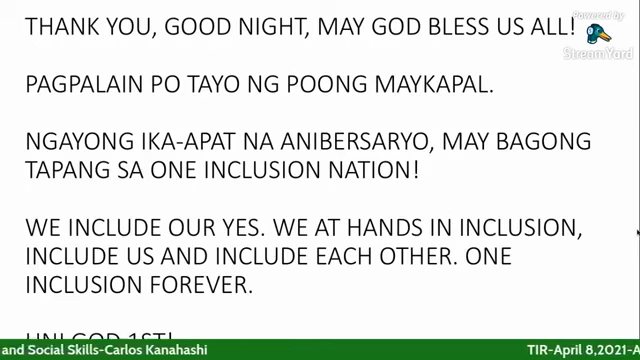 THANK YOU, GOOD NIGHT, MAY GOD BLESS US ALL!
Powered by
StreamYard
PAGPALAIN PO TAYO NG POONG MAYKAPAL.
NGAYONG IKA-APAT NA ANIBERSARYO, MAY BAGONG
TAPANG SA ONE INCLUSION NATION!
WE INCLUDE OUR YES. WE AT HANDS IN INCLUSION,
INCLUDE US AND INCLUDE EACH OTHER. ONE
INCLUSION FOREVER.
UNI GOD 1ST!
and Social Skills-Carlos Kanahashi
TIR-April 8,2021-A